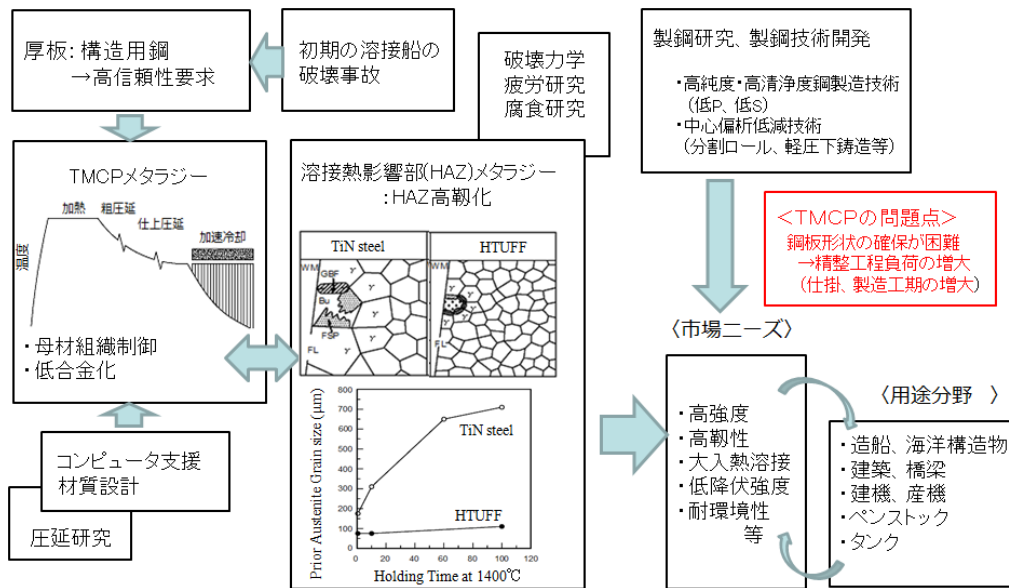 厚板：構造用鋼
→高信頼性要求
初期の溶接船の
破壊事故
破壊力学
疲労研究
腐食研究
製鋼研究、製鋼技術開発
・高純度・高清浄度鋼製造技術
（低P、低S）
・中心偏析低減技術
（分割ロール、軽圧下鋳造等）
TMCPメタラジー
加熱
粗圧延
仕上圧延
加速冷却
温度
・母材組織制御
・低合金化
溶接熱影響部(HAZ)メタラジー
：HAZ高靱化
TiN steel
HTUFF
WM
GBF
γ
Bu
γ
FSP
γ
FL
γ
γ
WM
γ
γ
γ
γ
γ
γ
FL
Prior Austenite Grain size (μm)
800
700
600
500
400
300
200
100
0
TiN steel
HTUFF
0
20
40
60
80
100
120
Holding Time at 1400℃
＜TMCPの問題点＞
鋼板形状の確保が困難
→精整工程負荷の増大
（仕掛、製造工期の増大）
〈市場ニーズ〉
・高強度
・高靱性
・大入熱溶接
・低降伏強度
・耐環境性
等
〈用途分野　〉
・造船、海洋構造物
・建築、橋梁
・建機、産機
・ペンストック
・タンク
コンピュータ支援
材質設計
圧延研究